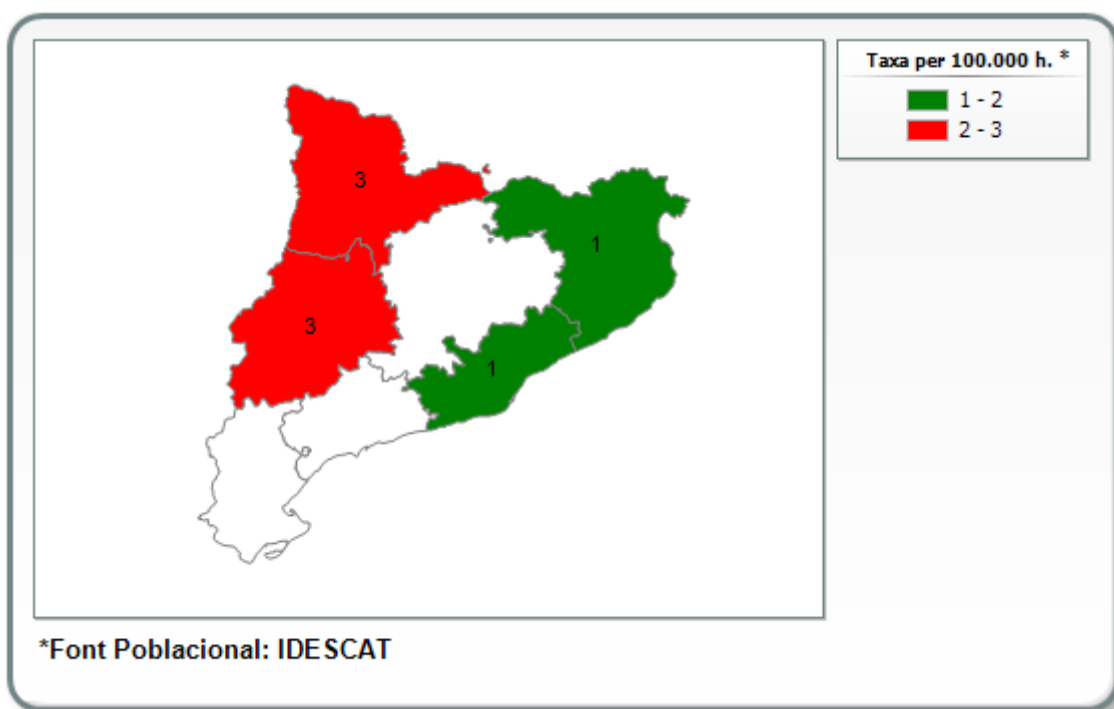 Taxa per 100.000 h. *
1 - 2
2 - 3
3
1
3
1
*Font Poblacional: IDESCAT